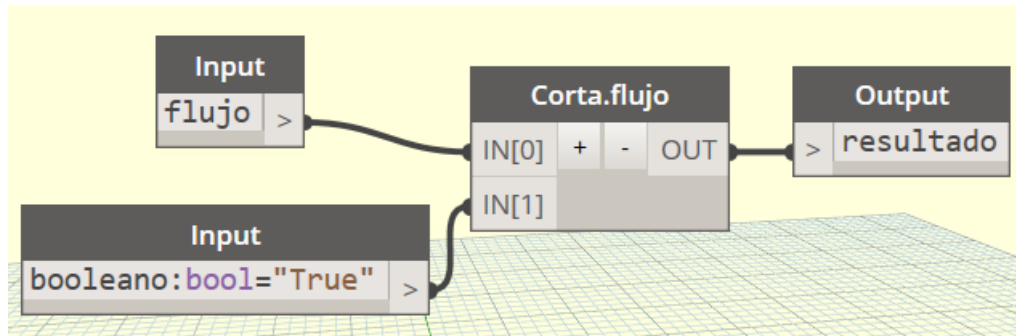 Input
flujo >
Input
booleano:bool="True" >
Corta.flujo
IN[0] + - OUT
IN[1]
Output
> resultado